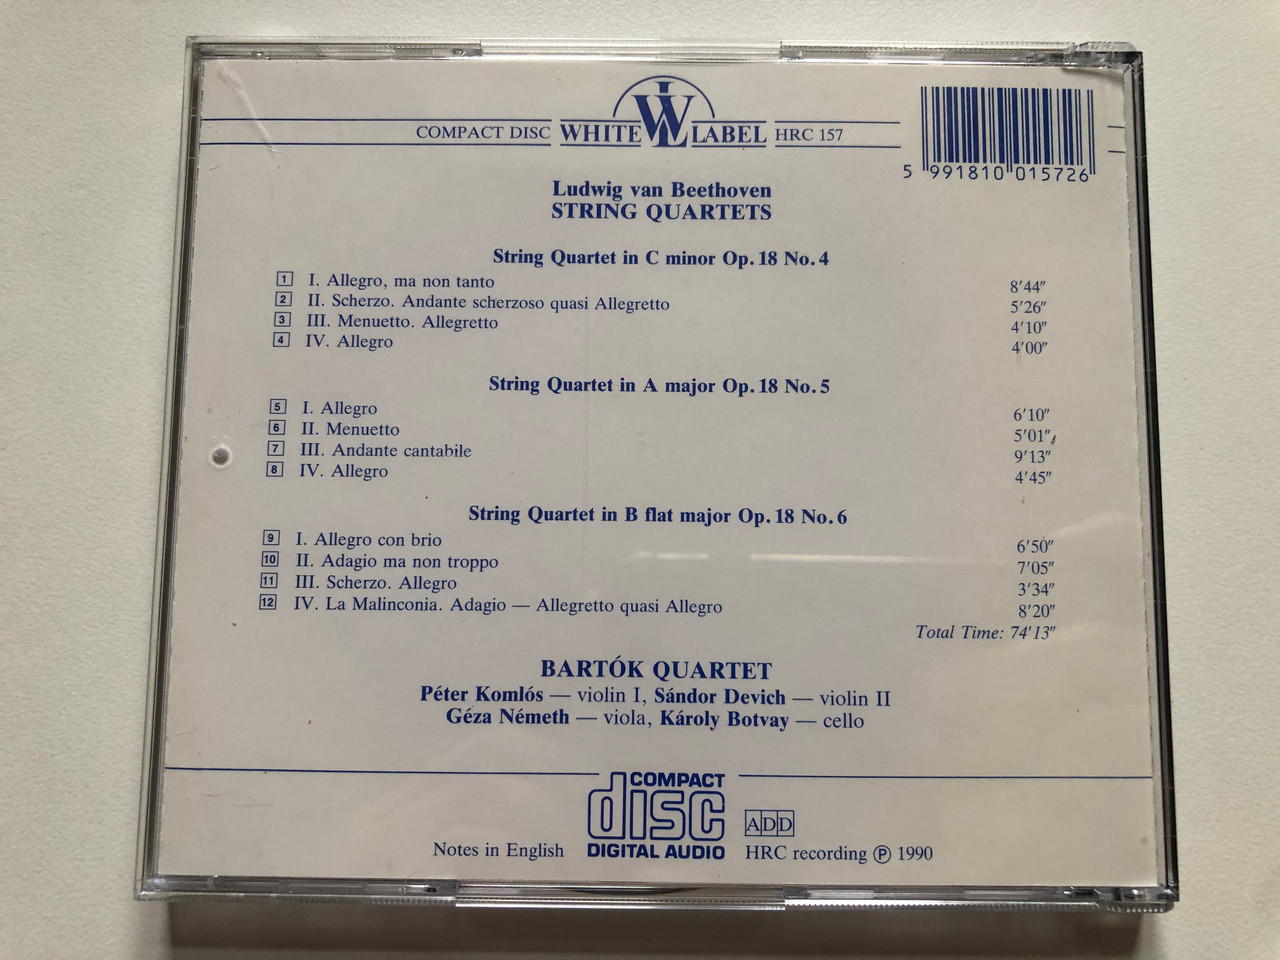 COMPACT DISC WHITE WL LABEL HRC 157
5 991810 015726
Ludwig van Beethoven
STRING QUARTETS
String Quartet in C minor Op. 18 No. 4
1 I. Allegro, ma non tanto 8'44"
2 II. Scherzo. Andante scherzoso quasi Allegretto 5'26"
3 III. Menuetto. Allegretto 4'10"
4 IV. Allegro 4'00"
String Quartet in A major Op. 18 No. 5
5 I. Allegro 6'10"
6 II. Menuetto 5'01"
7 III. Andante cantabile 9'13"
8 IV. Allegro 4'45"
String Quartet in B flat major Op. 18 No. 6
9 I. Allegro con brio 6'50"
10 II. Adagio ma non troppo 7'05"
11 III. Scherzo. Allegro 3'34"
12 IV. La Malinconia. Adagio — Allegretto quasi Allegro 8'20"
Total Time: 74'13"
BARTÓK QUARTET
Péter Komlós — violin I, Sándor Devich — violin II
Géza Németh — viola, Károly Botvay — cello
COMPACT
disc
DIGITAL AUDIO
Notes in English
ADD
HRC recording ℗ 1990